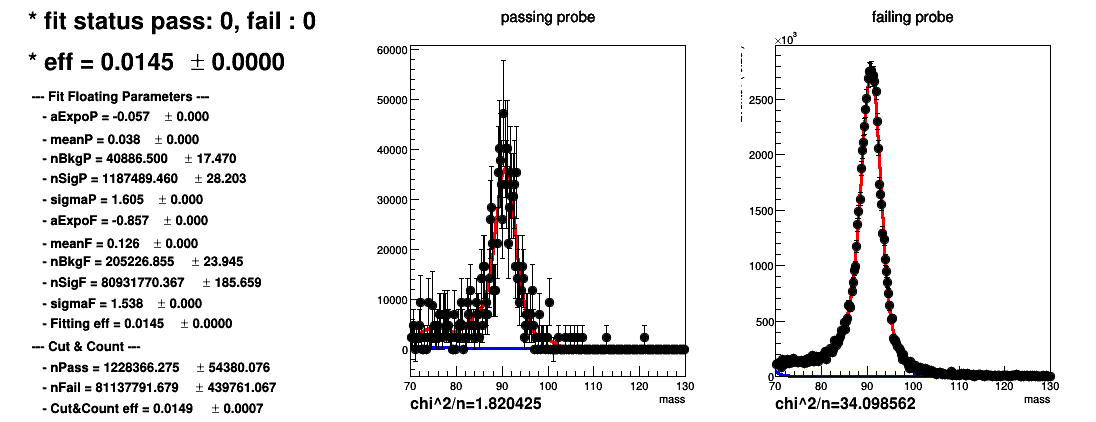 * fit status pass: 0, fail : 0
* eff = 0.0145 ± 0.0000
--- Fit Floating Parameters ---
- aExpoP = -0.057 ± 0.000
- meanP = 0.038 ± 0.000
- nBkgP = 40886.500 ± 17.470
- nSigP = 1187489.460 ± 28.203
- sigmaP = 1.605 ± 0.000
- aExpoF = -0.857 ± 0.000
- meanF = 0.126 ± 0.000
- nBkgF = 205226.855 ± 23.945
- nSigF = 80931770.367 ± 185.659
- sigmaF = 1.538 ± 0.000
- Fitting eff = 0.0145 ± 0.0000
--- Cut & Count ---
- nPass = 1228366.275 ± 54380.076
- nFail = 81137791.679 ± 439761.067
- Cut&Count eff = 0.0149 ± 0.0007
passing probe
60000
50000
40000
30000
20000
10000
0
70 80 90 100 110 120 130
mass
chi^2/n=1.820425
failing probe
×10³
2500
2000
1500
1000
500
0
70 80 90 100 110 120 130
mass
chi^2/n=34.098562